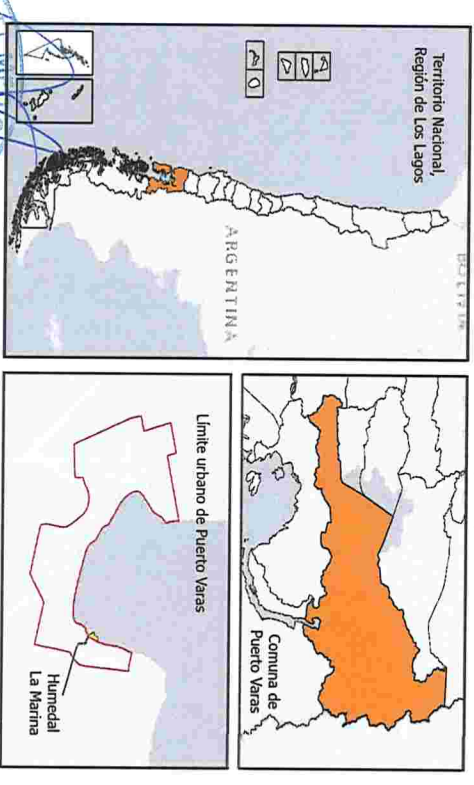 Territorio Nacional,
Región de Los Lagos
ARGENTINA
Comuna de
Puerto Varas
Límite urbano de Puerto Varas
Humedal
La Marina